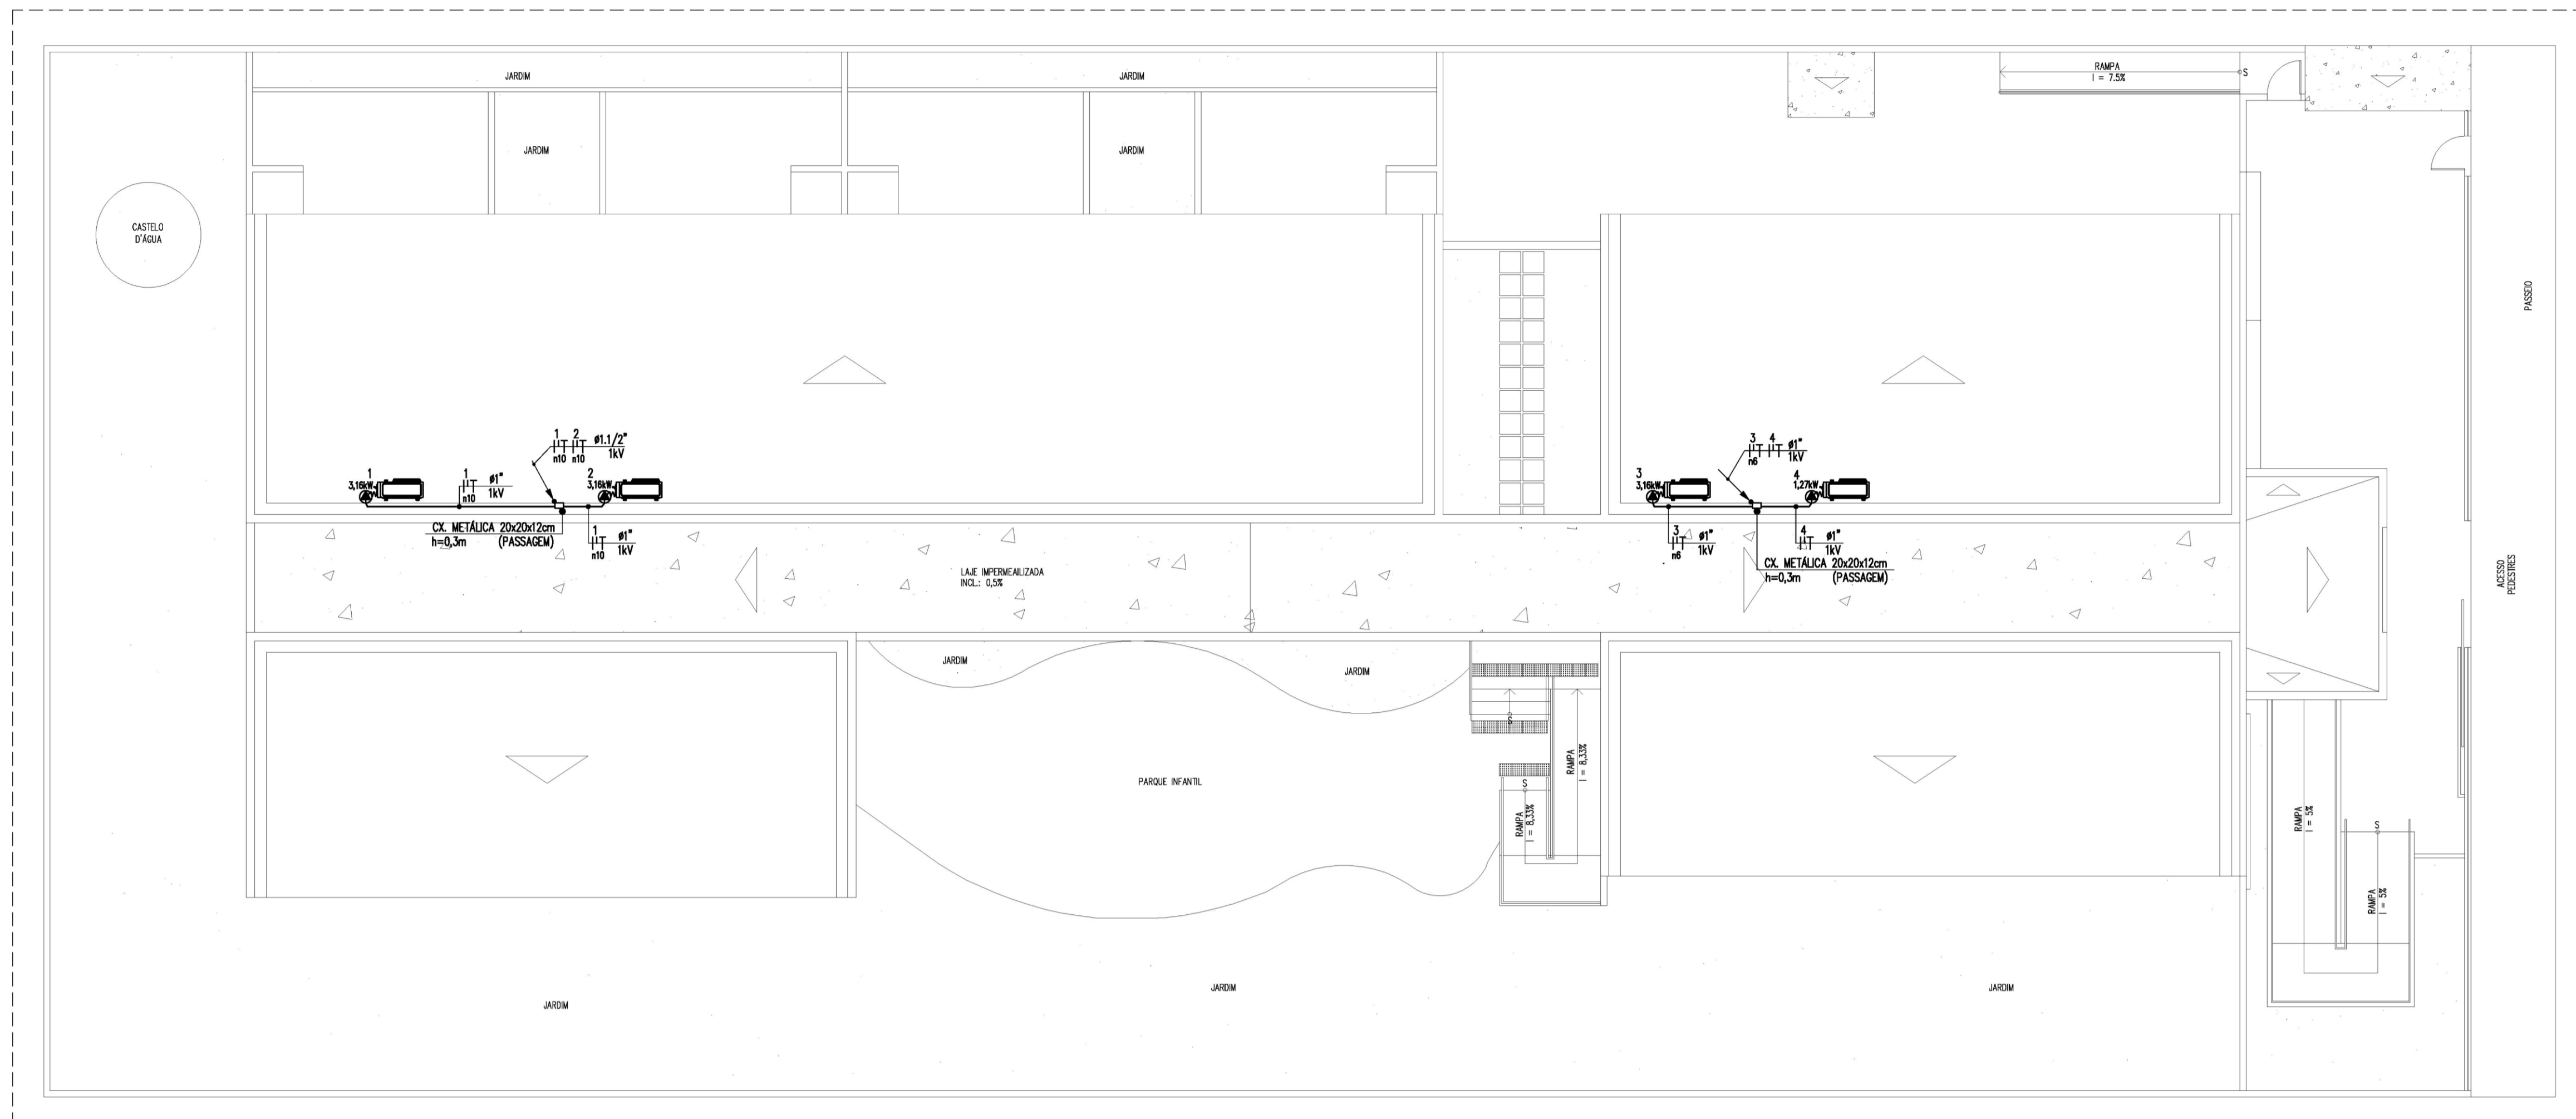 JARDIM
JARDIM
RAMPA
I = 7.5%
S
JARDIM
JARDIM
CASTELO
D'ÁGUA
PASSEIO
1 2 ø1.1/2"
n10 n10 1kV
1
3,16kW
1 ø1"
n10 1kV
2
3,16kW
CX. METÁLICA 20x20x12cm
h=0,3m (PASSAGEM)
1 ø1"
n10 1kV
3 4 ø1"
n6 1kV
3
3,16kW
4
1,27kW
3 ø1"
n6 1kV
4 ø1"
1kV
CX. METÁLICA 20x20x12cm
h=0,3m (PASSAGEM)
LAJE IMPERMEAILIZADA
INCL.: 0,5%
ACESSO
PEDESTRES
JARDIM
JARDIM
S
RAMPA
I = 8,33%
PARQUE INFANTIL
S
RAMPA
I = 8,33%
RAMPA
I = 5%
S
RAMPA
I = 5%
JARDIM
JARDIM
JARDIM